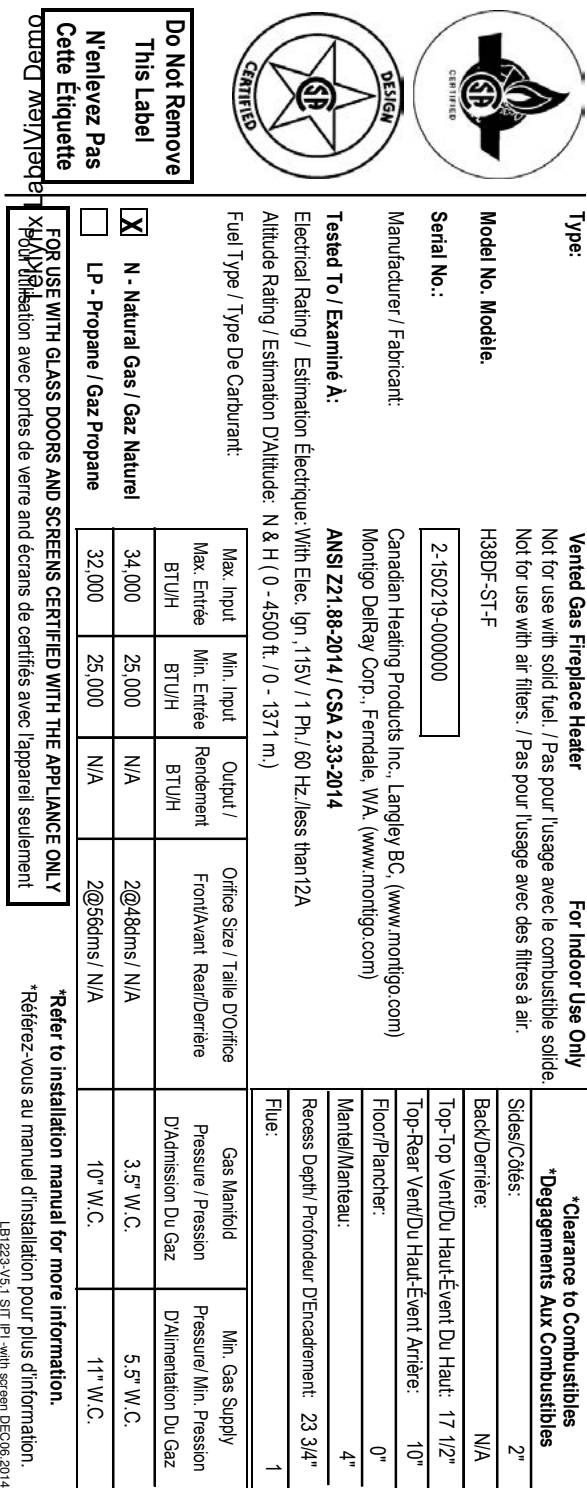 CERTIFIED
DESIGN
CERTIFIED
Do Not Remove
This Label
N'enlevez Pas
Cette Étiquette
LabelView Demo
Type:
Vented Gas Fireplace Heater
For Indoor Use Only
Not for use with solid fuel. / Pas pour l'usage avec le combustible solide.
Not for use with air filters. / Pas pour l'usage avec des filtres à air.
Model No. Modèle.
H38DF-ST-F
Serial No.:
2-150219-000000
Manufacturer / Fabricant:
Canadian Heating Products Inc., Langley BC, (www.montigo.com)
Montigo DelRay Corp., Ferndale, WA. (www.montigo.com)
Tested To / Examiné À:
ANSI Z21.88-2014 / CSA 2.33-2014
Electrical Rating / Estimation Électrique: With Elec. Ign ,115V / 1 Ph./ 60 Hz./less than12A
Altitude Rating / Estimation D'Altitude: N & H ( 0 - 4500 ft. / 0 - 1371 m.)
*Clearance to Combustibles
*Degagements Aux Combustibles
Sides/Côtés: 2"
Back/Derrière: N/A
Top-Top Vent/Du Haut-Évent Du Haut: 17 1/2"
Top-Rear Vent/Du Haut-Évent Arrière: 10"
Floor/Plancher: 0"
Mantel/Manteau: 4"
Recess Depth/ Profondeur D'Encadrement: 23 3/4"
Flue: 1
Fuel Type / Type De Carburant:
Max. Input
Max. Entrée
BTU/H
Min. Input
Min. Entrée
BTU/H
Output /
Rendement
BTU/H
Orifice Size / Taille D'Orifice
Front/Avant Rear/Derrière
Gas Manifold
Pressure / Pression
D'Admission Du Gaz
Min. Gas Supply
Pressure/ Min. Pression
D'Alimentation Du Gaz
X N - Natural Gas / Gaz Naturel 34,000 25,000 N/A 2@48dms/ N/A 3.5" W.C. 5.5" W.C.
LP - Propane / Gaz Propane 32,000 25,000 N/A 2@56dms/ N/A 10" W.C. 11" W.C.
FOR USE WITH GLASS DOORS AND SCREENS CERTIFIED WITH THE APPLIANCE ONLY
Pour utilisation avec portes de verre and écrans de certifiés avec l'appareil seulement
*Refer to installation manual for more information.
*Référez-vous au manuel d'installation pour plus d'information.
LB1223-V5.1 SIT IPI -with screen DEC06,2014